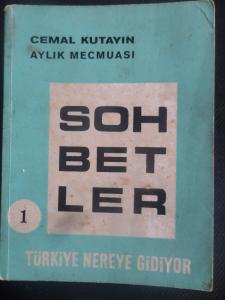 CEMAL KUTAYIN
AYLIK MECMUASI
SOH
BET
LER
1
TÜRKİYE NEREYE GİDİYOR